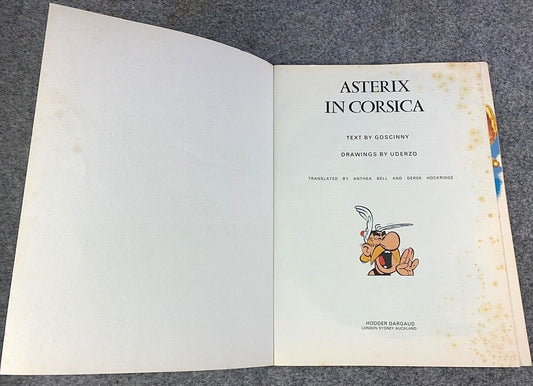 ASTERIX
IN CORSICA
TEXT BY GOSCINNY
DRAWINGS BY UDERZO
TRANSLATED BY ANTHEA BELL AND DEREK HOCKRIDGE
HODDER DARGAUD
LONDON SYDNEY AUCKLAND